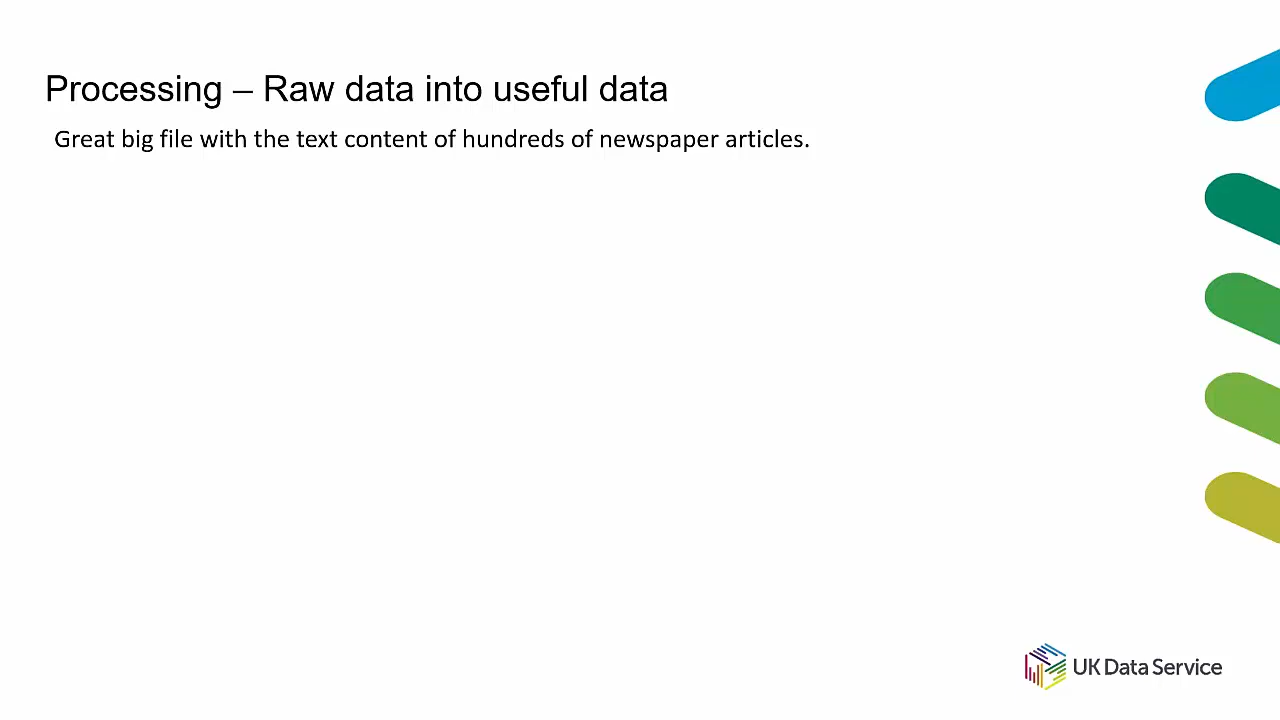 Processing – Raw data into useful data
Great big file with the text content of hundreds of newspaper articles.
UK Data Service